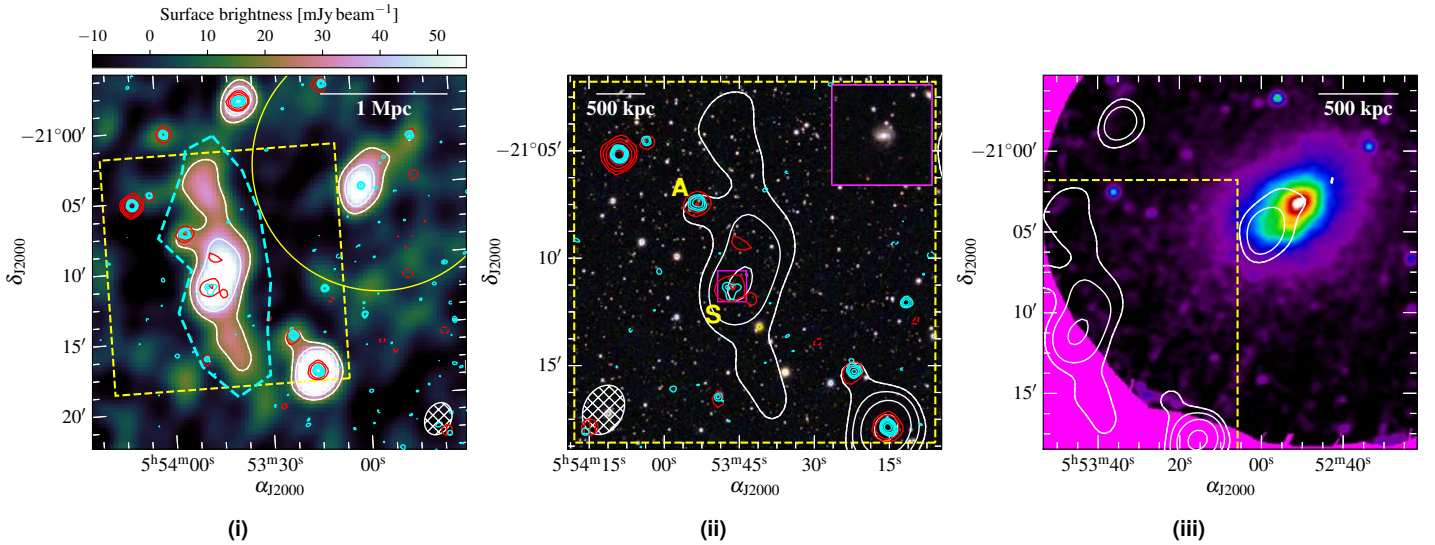 Surface brightness [mJy beam⁻¹]
−10 0 10 20 30 40 50
1 Mpc
−21°00′
05′
10′
15′
20′
δJ2000
5ʰ54ᵐ00ˢ 53ᵐ30ˢ 00ˢ
αJ2000
(i)
500 kpc
A
S
−21°05′
10′
15′
δJ2000
5ʰ54ᵐ15ˢ 00ˢ 53ᵐ45ˢ 30ˢ 15ˢ
αJ2000
(ii)
500 kpc
−21°00′
05′
10′
15′
δJ2000
5ʰ53ᵐ40ˢ 20ˢ 00ˢ 52ᵐ40ˢ
αJ2000
(iii)